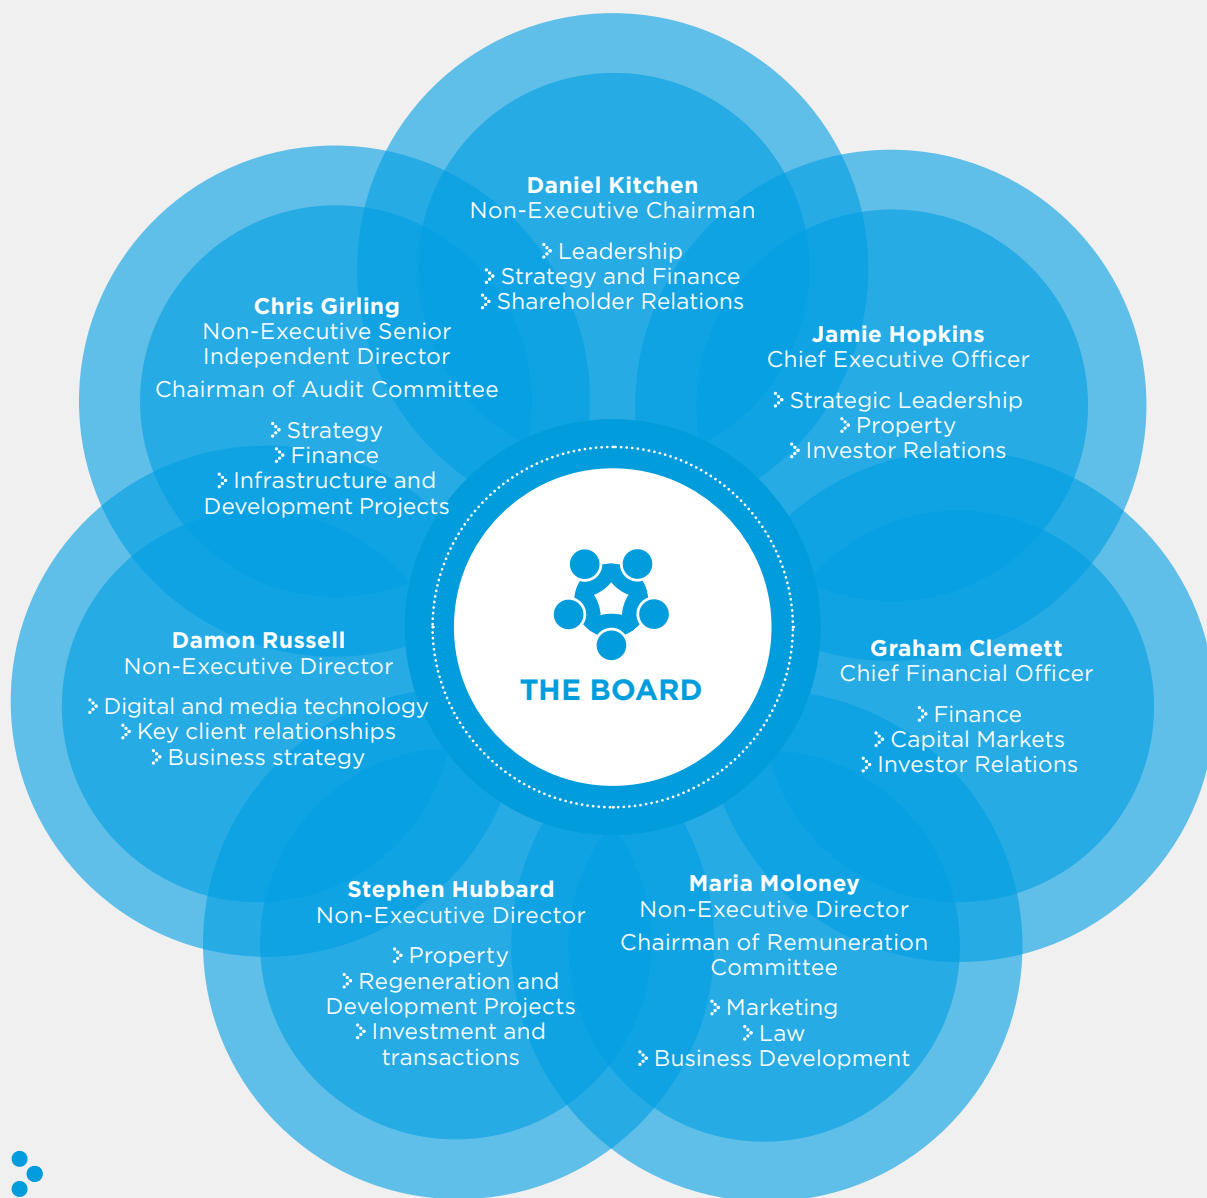 Daniel Kitchen
Non-Executive Chairman
Leadership
Strategy and Finance
Shareholder Relations
Jamie Hopkins
Chief Executive Officer
Strategic Leadership
Property
Investor Relations
Graham Clemett
Chief Financial Officer
Finance
Capital Markets
Investor Relations
Maria Moloney
Non-Executive Director
Chairman of Remuneration
Committee
Marketing
Law
Business Development
Stephen Hubbard
Non-Executive Director
Property
Regeneration and
Development Projects
Investment and
transactions
Damon Russell
Non-Executive Director
Digital and media technology
Key client relationships
Business strategy
Chris Girling
Non-Executive Senior
Independent Director
Chairman of Audit Committee
Strategy
Finance
Infrastructure and
Development Projects
THE BOARD